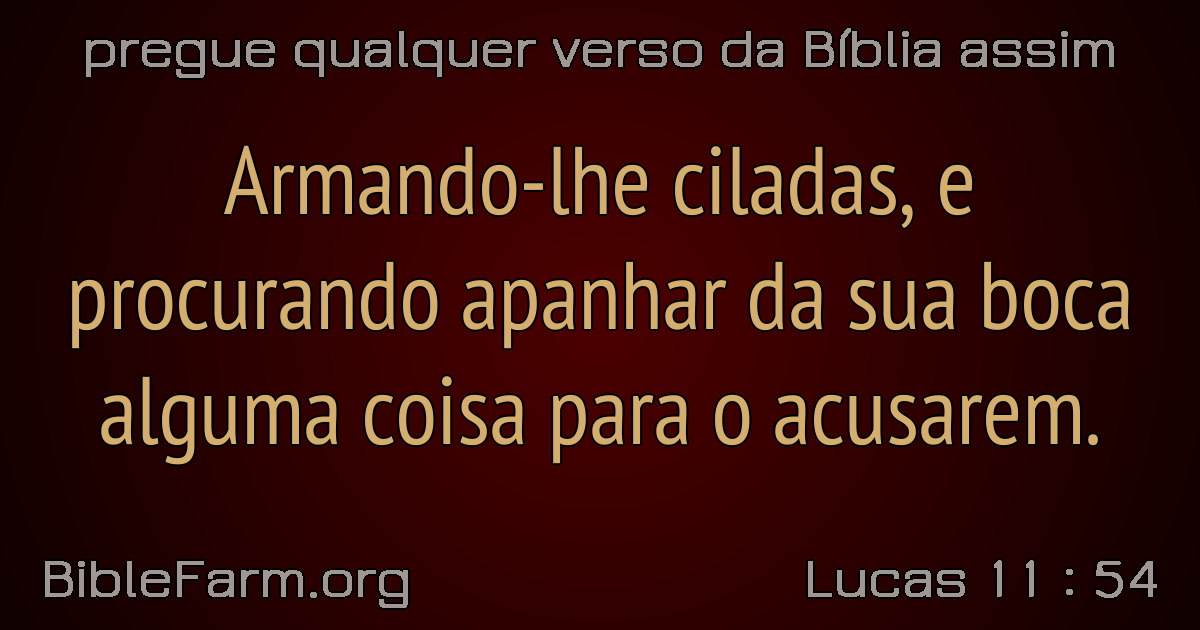 pregue qualquer verso da Bíblia assim
Armando-lhe ciladas, e
procurando apanhar da sua boca
alguma coisa para o acusarem.
BibleFarm.org
Lucas 11 : 54